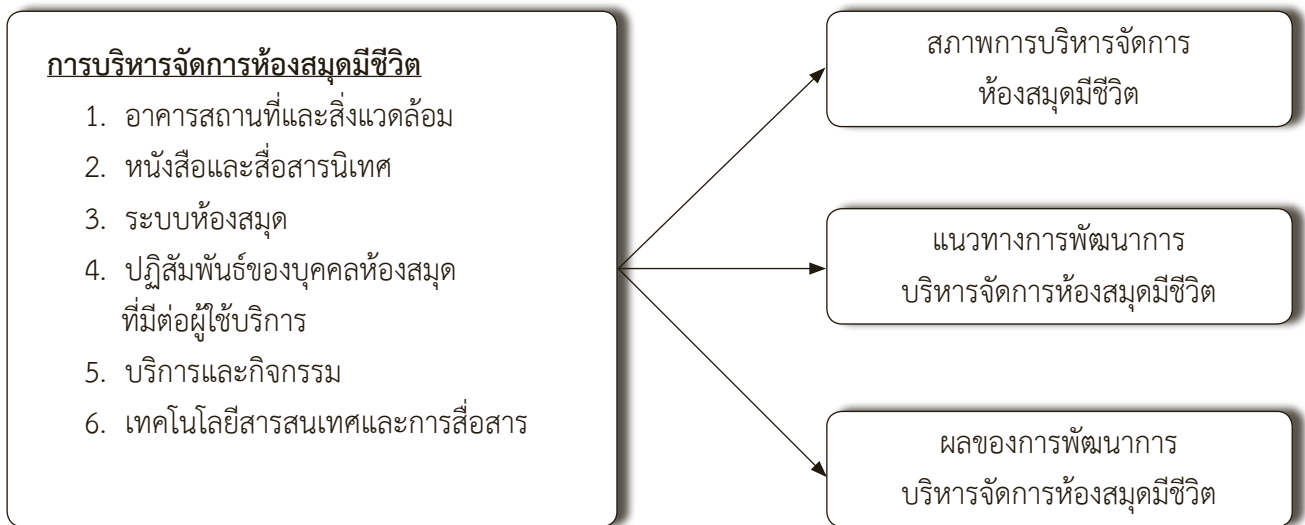 การบริหารจัดการห้องสมุดมีชีวิต
1. อาคารสถานที่และสิ่งแวดล้อม
2. หนังสือและสื่อสารนิเทศ
3. ระบบห้องสมุด
4. ปฏิสัมพันธ์ของบุคคลห้องสมุด
ที่มีต่อผู้ใช้บริการ
5. บริการและกิจกรรม
6. เทคโนโลยีสารสนเทศและการสื่อสาร
สภาพการบริหารจัดการ
ห้องสมุดมีชีวิต
แนวทางการพัฒนาการ
บริหารจัดการห้องสมุดมีชีวิต
ผลของการพัฒนาการ
บริหารจัดการห้องสมุดมีชีวิต